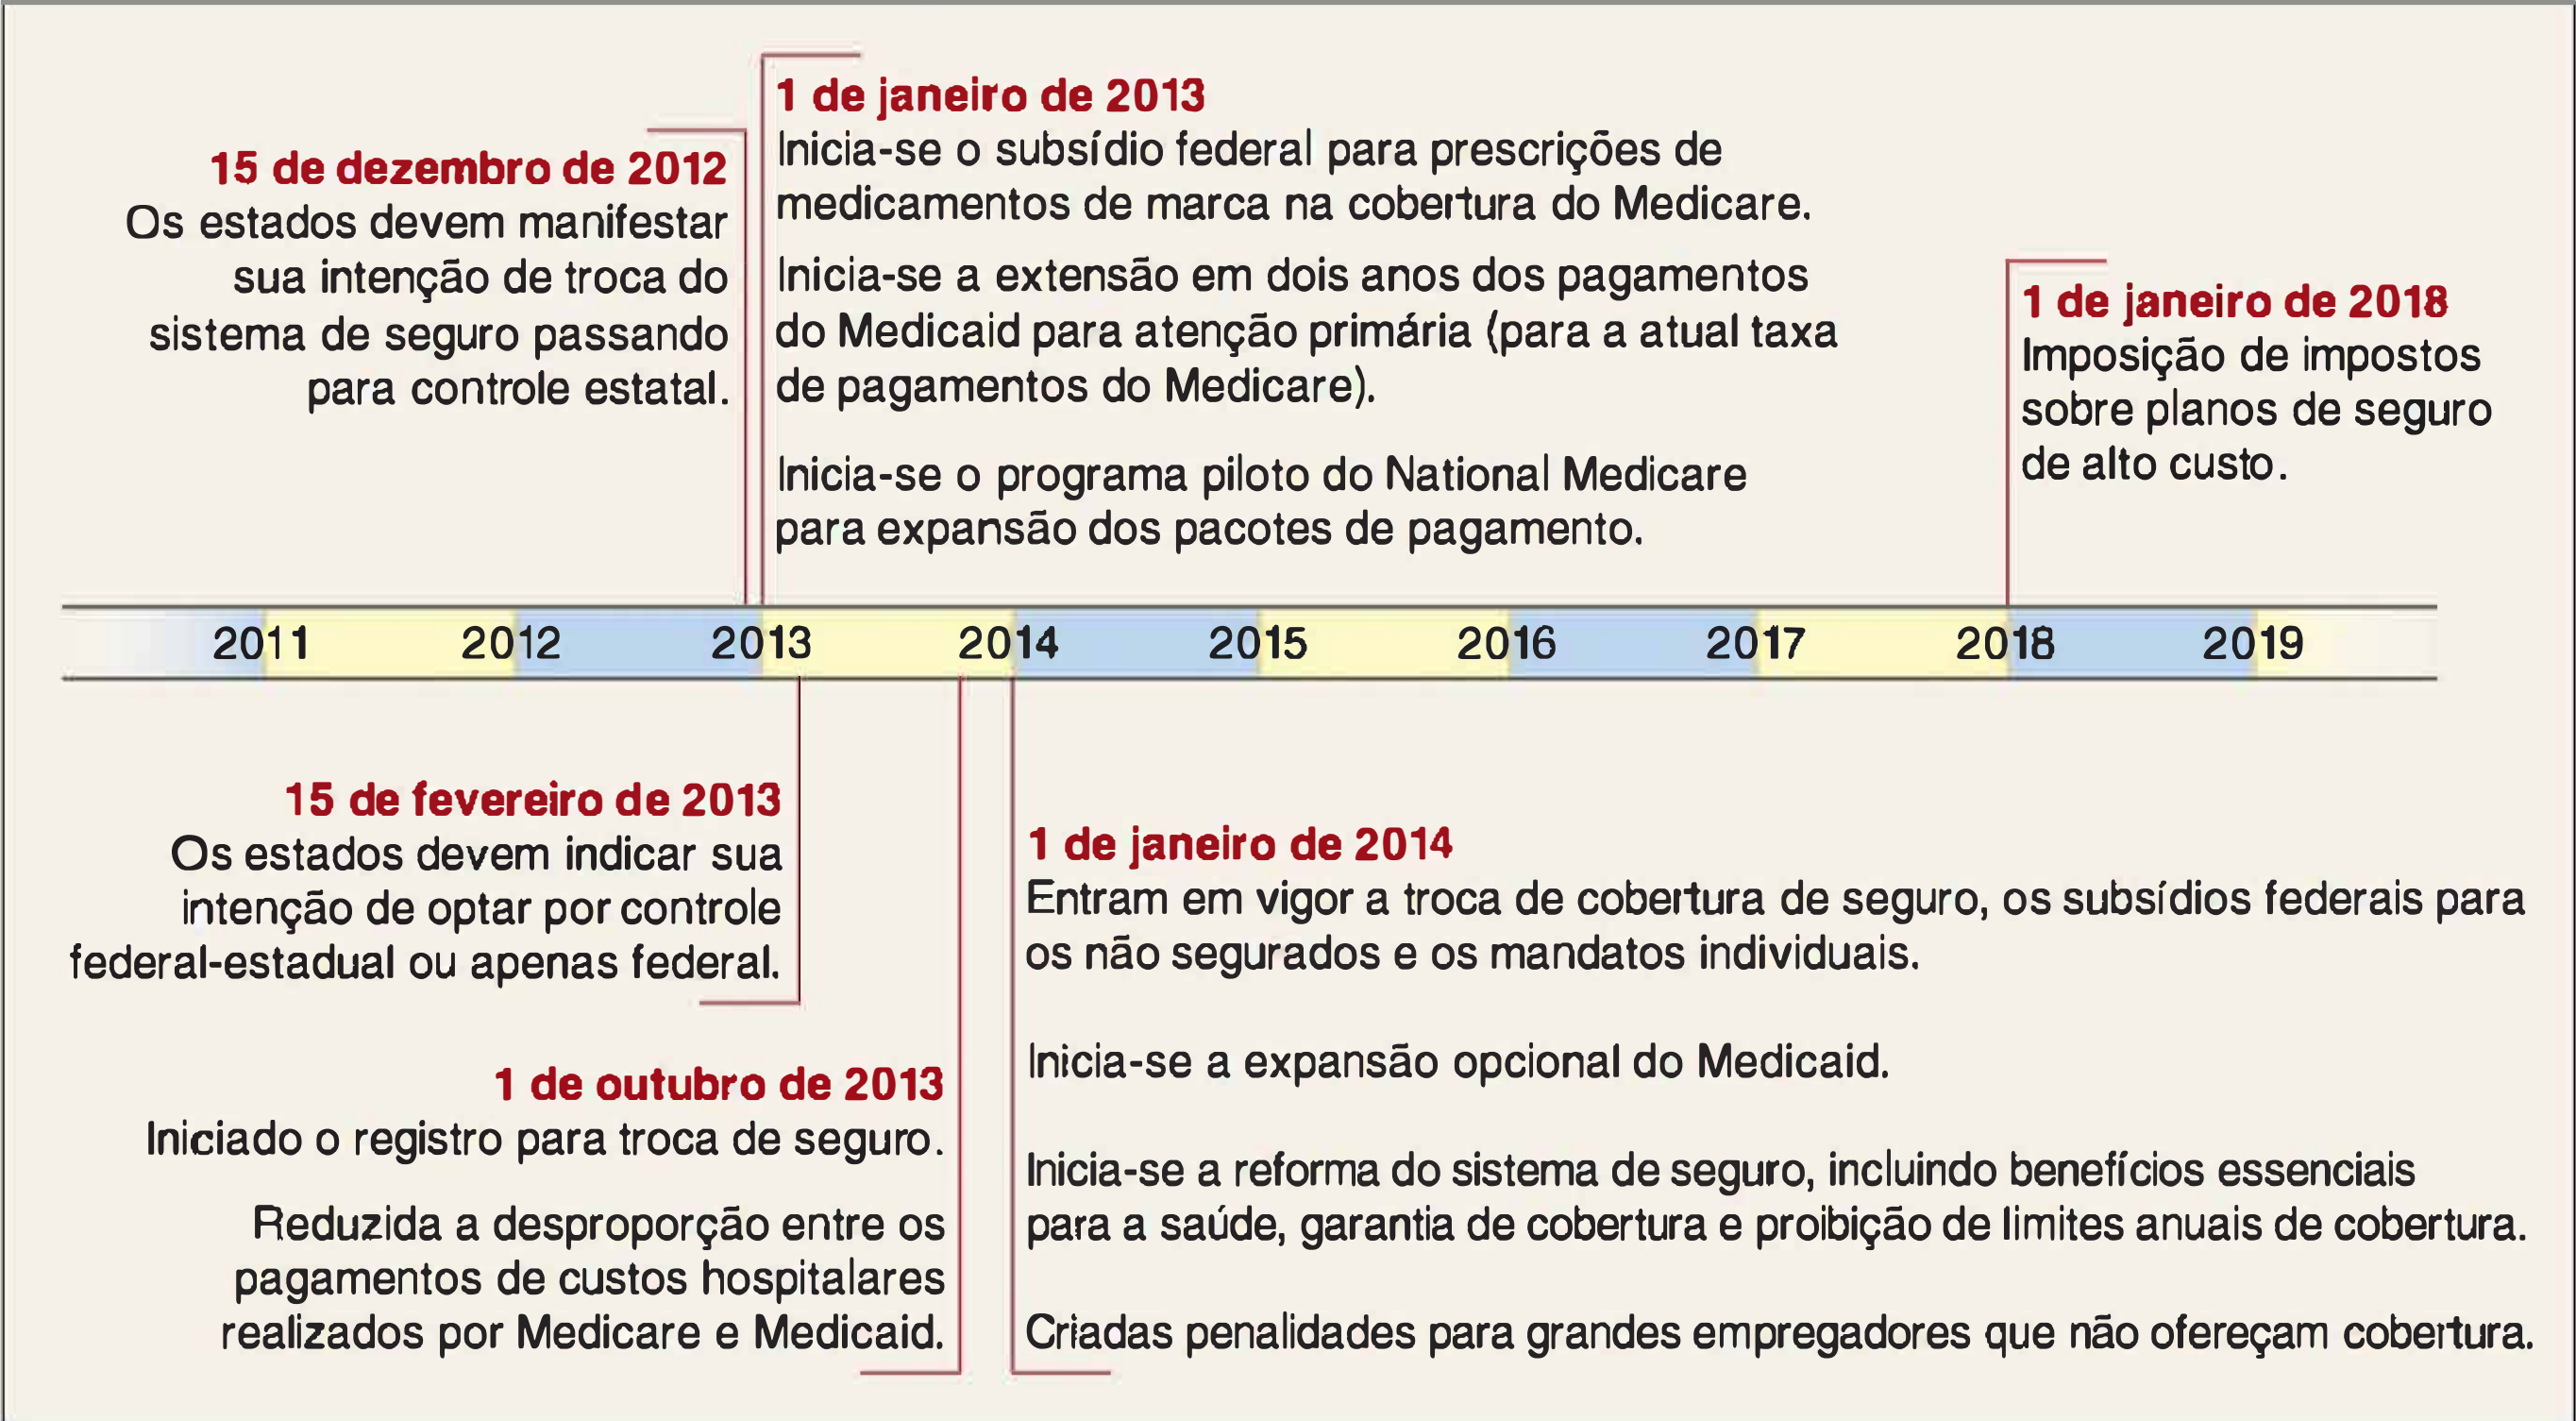 15 de dezembro de 2012
Os estados devem manifestar
sua intenção de troca do
sistema de seguro passando
para controle estatal.
1 de janeiro de 2013
Inicia-se o subsídio federal para prescrições de
medicamentos de marca na cobertura do Medicare.
Inicia-se a extensão em dois anos dos pagamentos
do Medicaid para atenção primária (para a atual taxa
de pagamentos do Medicare).
Inicia-se o programa piloto do National Medicare
para expansão dos pacotes de pagamento.
1 de janeiro de 2018
Imposição de impostos
sobre planos de seguro
de alto custo.
2011 2012 2013 2014 2015 2016 2017 2018 2019
15 de fevereiro de 2013
Os estados devem indicar sua
intenção de optar por controle
federal-estadual ou apenas federal.
1 de outubro de 2013
Iniciado o registro para troca de seguro.
Reduzida a desproporção entre os
pagamentos de custos hospitalares
realizados por Medicare e Medicaid.
1 de janeiro de 2014
Entram em vigor a troca de cobertura de seguro, os subsídios federais para
os não segurados e os mandatos individuais.
Inicia-se a expansão opcional do Medicaid.
Inicia-se a reforma do sistema de seguro, incluindo benefícios essenciais
para a saúde, garantia de cobertura e proibição de limites anuais de cobertura.
Criadas penalidades para grandes empregadores que não ofereçam cobertura.